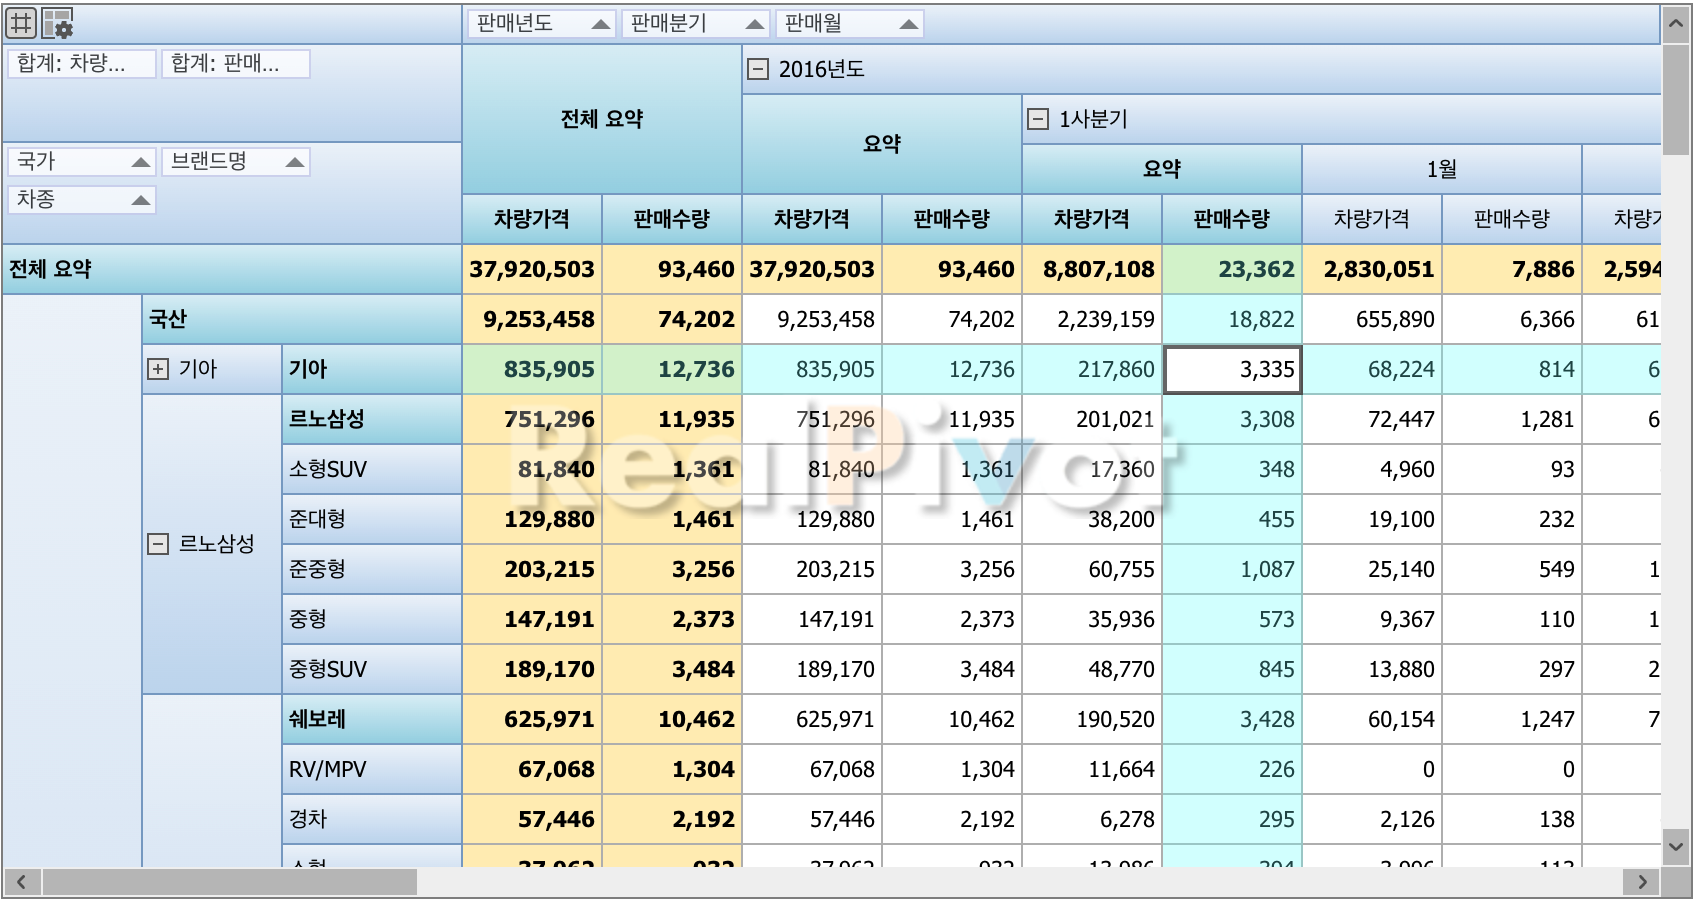 판매년도 판매분기 판매월
합계: 차량... 합계: 판매...
국가 브랜드명
차종
전체 요약
2016년도
요약
1사분기
요약 1월
차량가격 판매수량 차량가격 판매수량 차량가격 판매수량 차량가격 판매수량 차량가
전체 요약 37,920,503 93,460 37,920,503 93,460 8,807,108 23,362 2,830,051 7,886 2,594
국산 9,253,458 74,202 9,253,458 74,202 2,239,159 18,822 655,890 6,366 61
기아 기아 835,905 12,736 835,905 12,736 217,860 3,335 68,224 814 6
르노삼성 751,296 11,935 751,296 11,935 201,021 3,308 72,447 1,281 6
RealPivot
소형SUV 81,840 1,361 81,840 1,361 17,360 348 4,960 93
준대형 129,880 1,461 129,880 1,461 38,200 455 19,100 232
르노삼성
준중형 203,215 3,256 203,215 3,256 60,755 1,087 25,140 549 1
중형 147,191 2,373 147,191 2,373 35,936 573 9,367 110 1
중형SUV 189,170 3,484 189,170 3,484 48,770 845 13,880 297 2
쉐보레 625,971 10,462 625,971 10,462 190,520 3,428 60,154 1,247 7
RV/MPV 67,068 1,304 67,068 1,304 11,664 226 0 0
경차 57,446 2,192 57,446 2,192 6,278 295 2,126 138